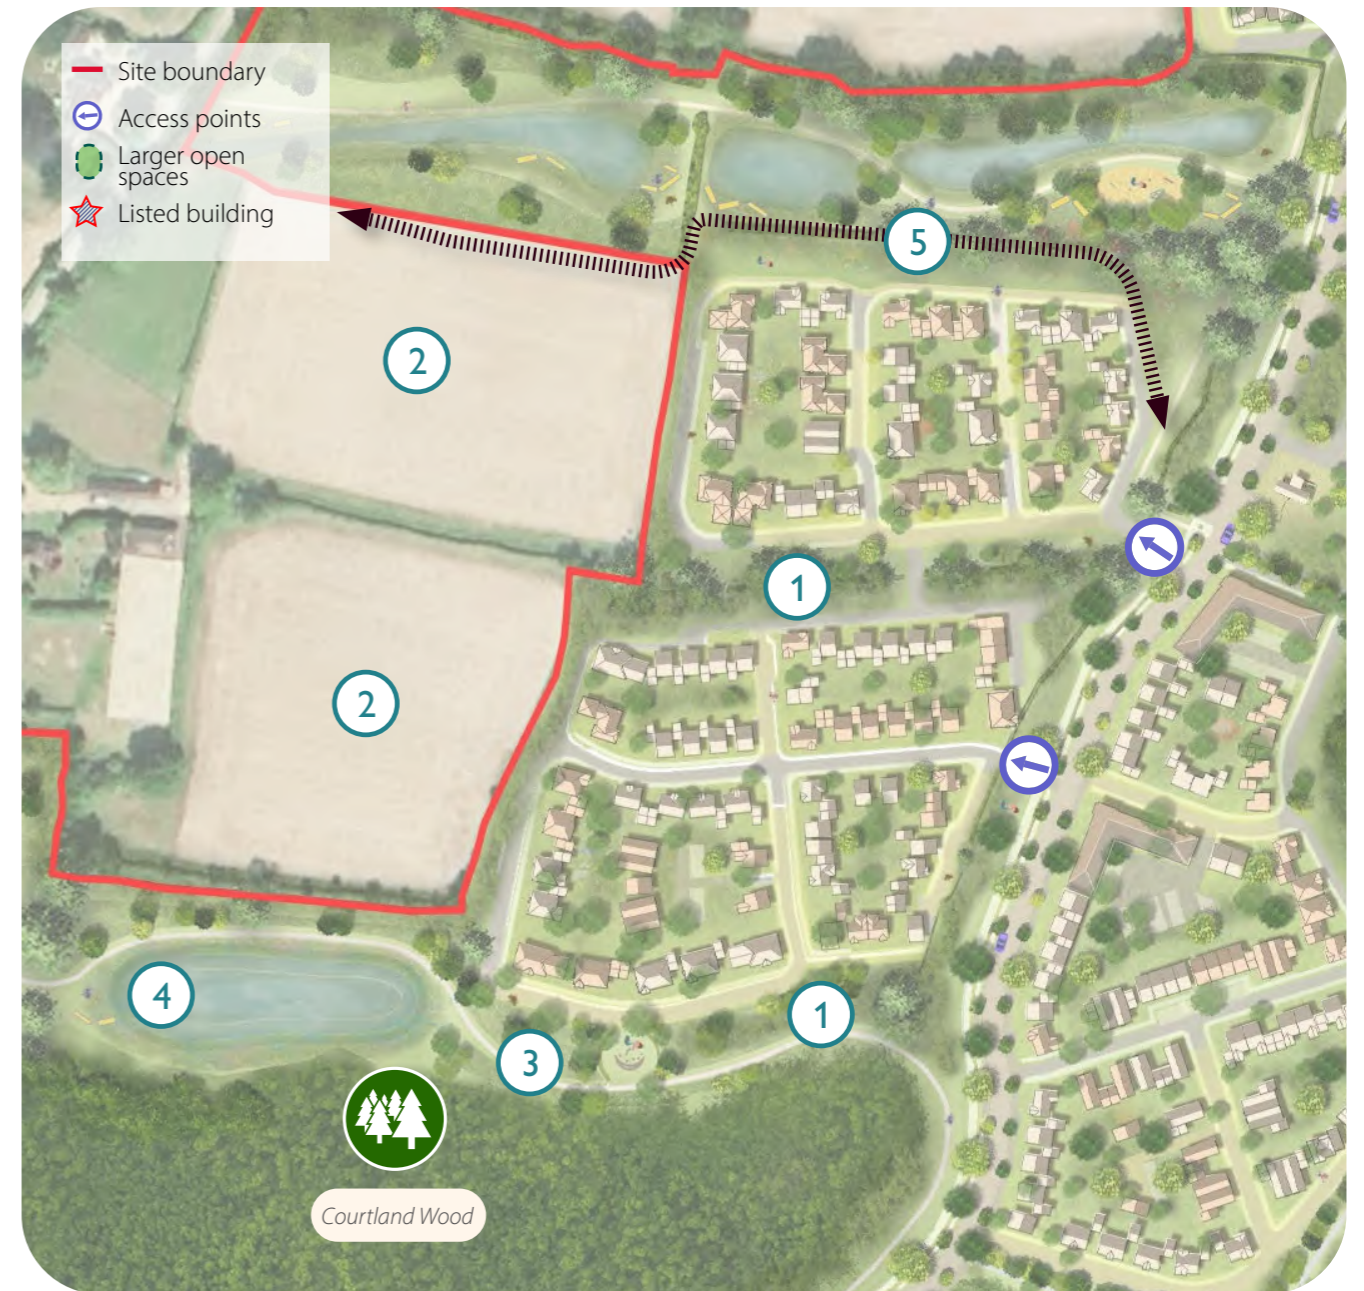 Site boundary
Access points
Larger open
spaces
Listed building
5
2
1
2
4
3
1
Courtland Wood